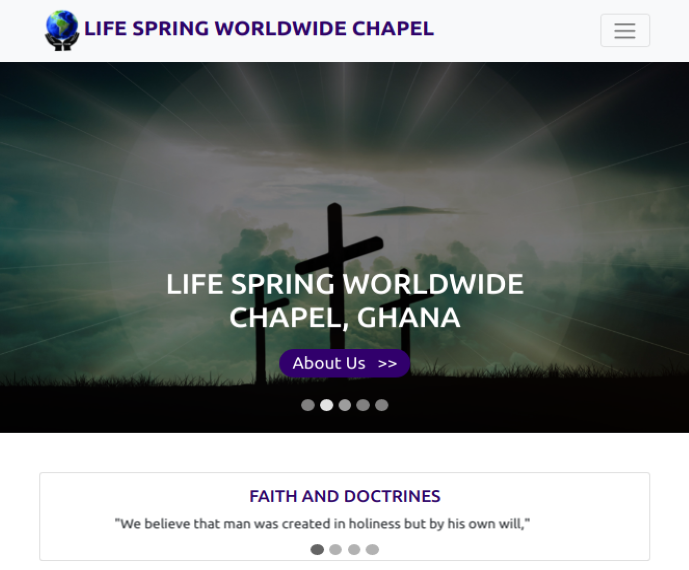 LIFE SPRING WORLDWIDE CHAPEL
LIFE SPRING WORLDWIDE
CHAPEL, GHANA
About Us >>
FAITH AND DOCTRINES
"We believe that man was created in holiness but by his own will,"